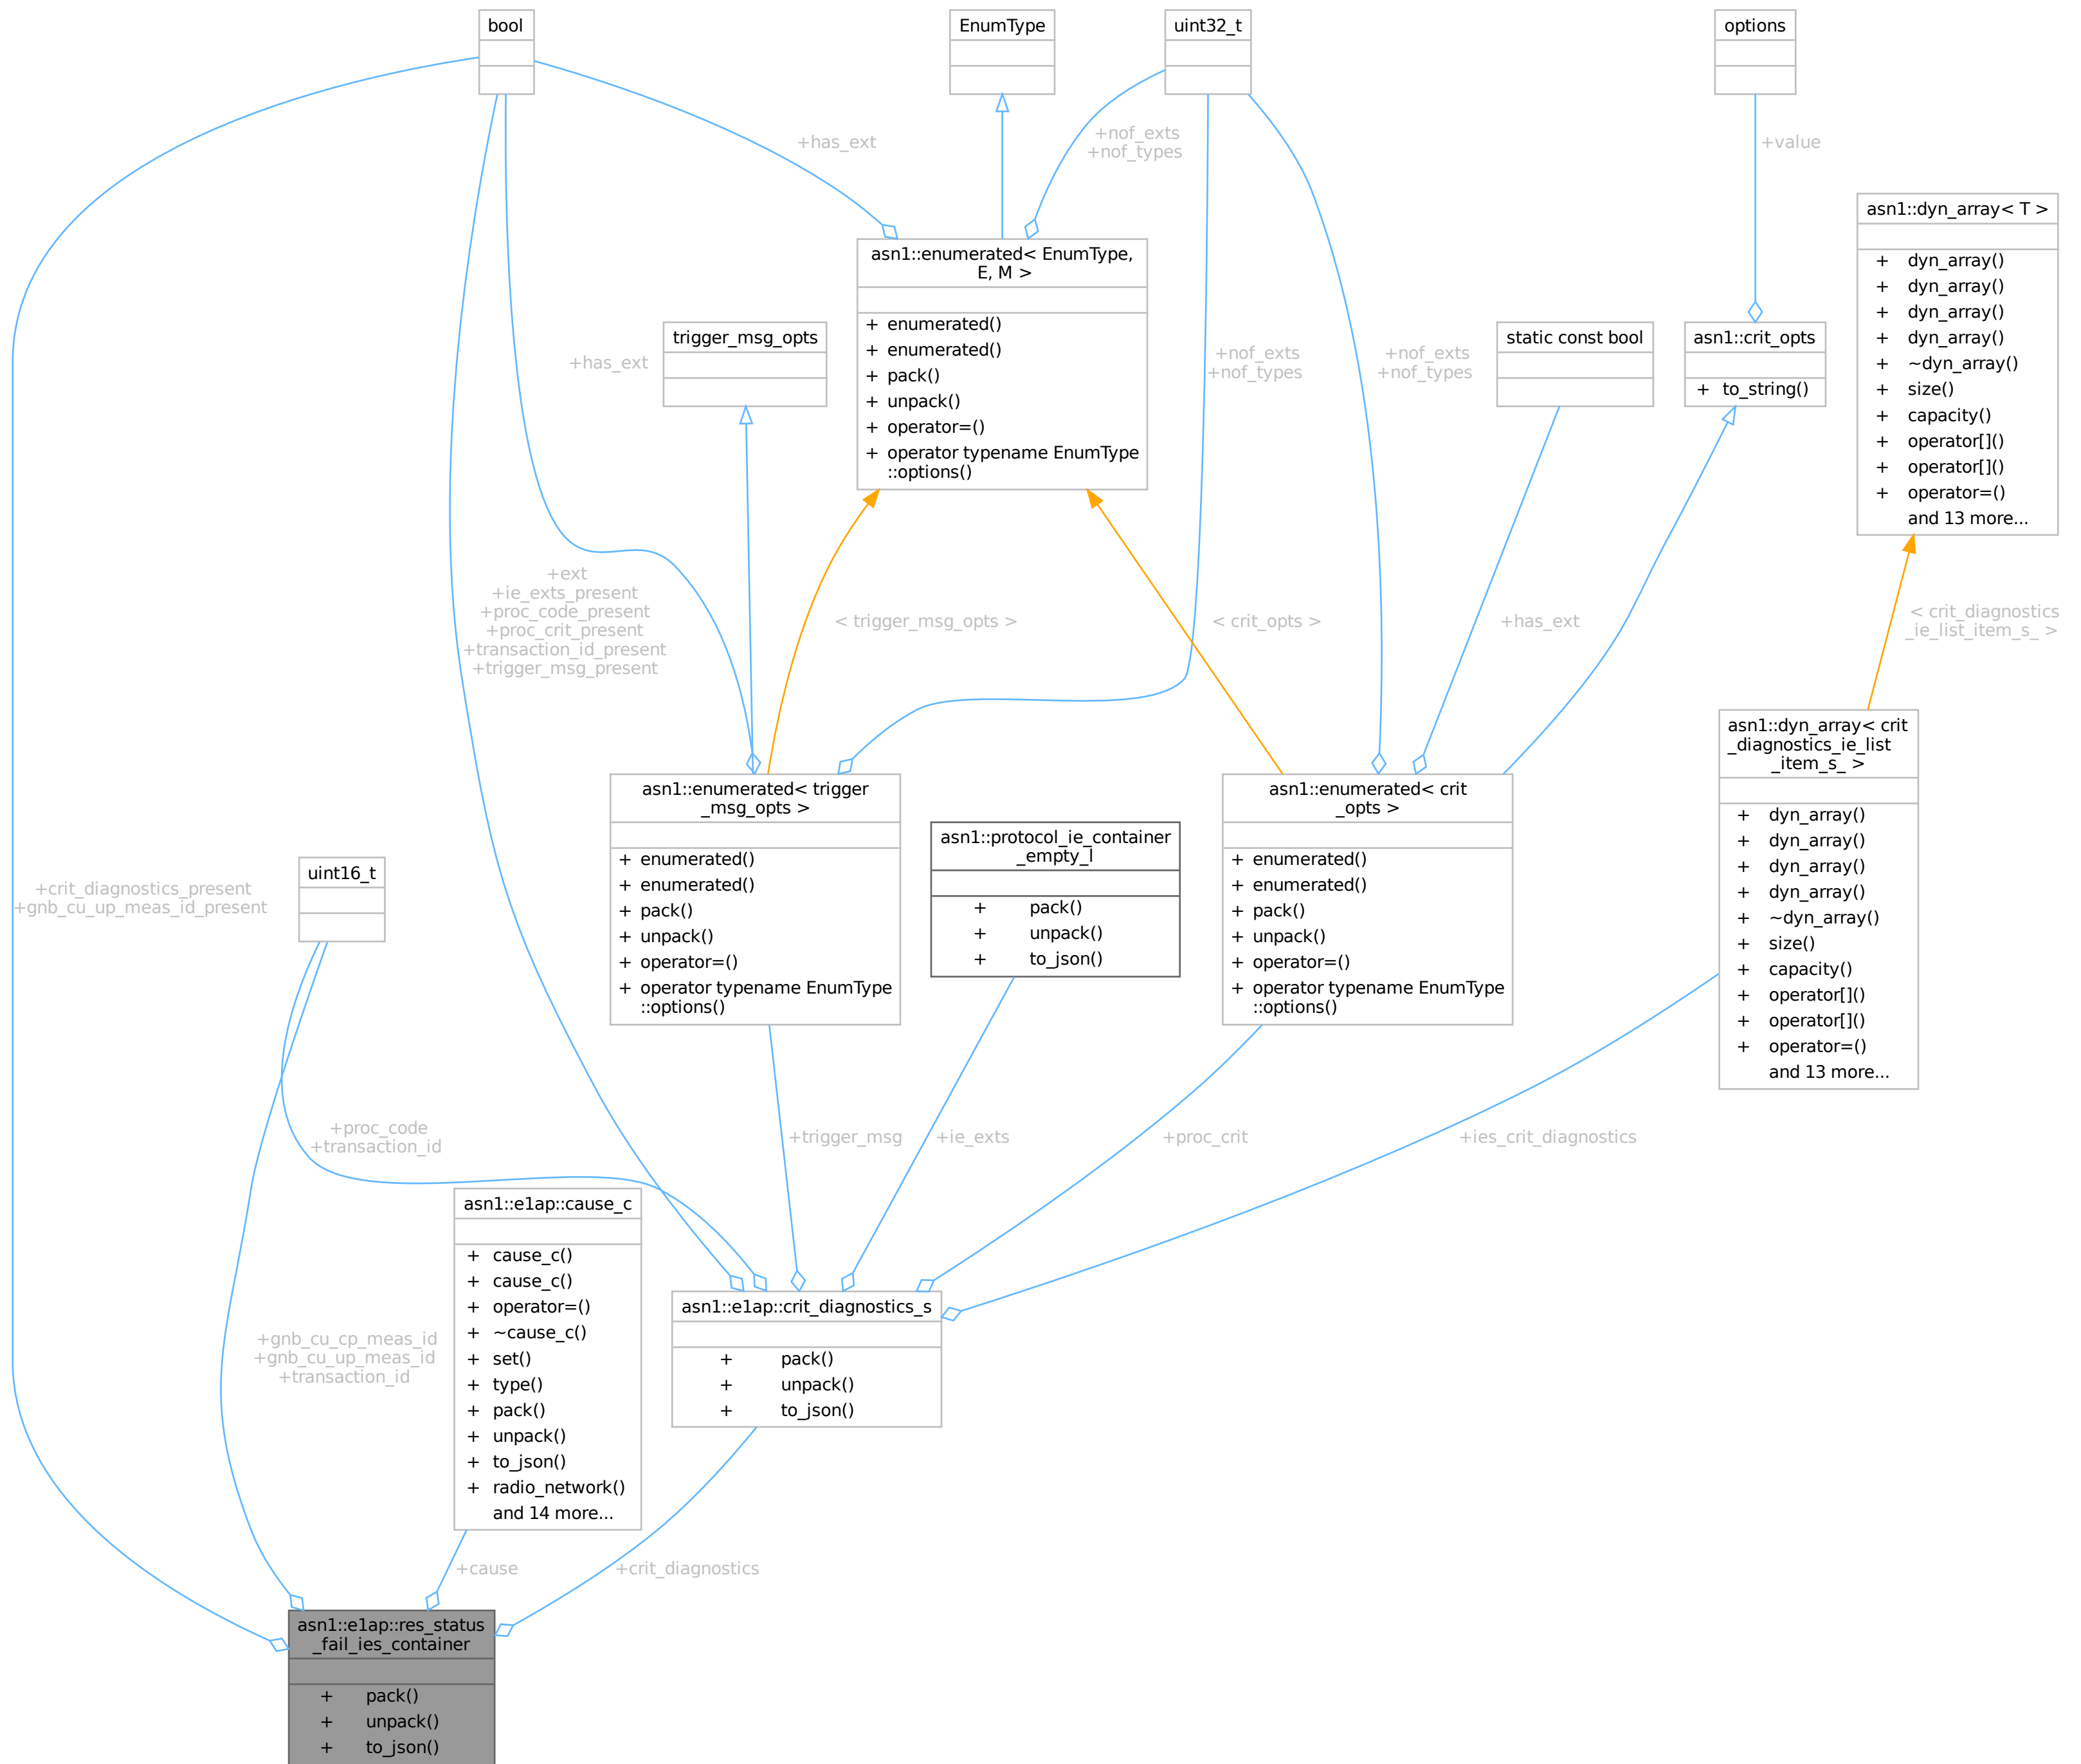 bool
EnumType
uint32_t
options
+has_ext
+nof_exts
+nof_types
+value
asn1::dyn_array< T >
+ dyn_array()
+ dyn_array()
+ dyn_array()
+ dyn_array()
+ ~dyn_array()
+ size()
+ capacity()
+ operator[]()
+ operator[]()
+ operator=()
and 13 more...
asn1::enumerated< EnumType,
E, M >
+ enumerated()
+ enumerated()
+ pack()
+ unpack()
+ operator=()
+ operator typename EnumType
::options()
trigger_msg_opts
static const bool
asn1::crit_opts
+ to_string()
+has_ext
+nof_exts
+nof_types
+nof_exts
+nof_types
+ext
+ie_exts_present
+proc_code_present
+proc_crit_present
+transaction_id_present
+trigger_msg_present
< trigger_msg_opts >
< crit_opts >
+has_ext
< crit_diagnostics
_ie_list_item_s_ >
asn1::dyn_array< crit
_diagnostics_ie_list
_item_s_ >
+ dyn_array()
+ dyn_array()
+ dyn_array()
+ dyn_array()
+ ~dyn_array()
+ size()
+ capacity()
+ operator[]()
+ operator[]()
+ operator=()
and 13 more...
asn1::enumerated< trigger
_msg_opts >
+ enumerated()
+ enumerated()
+ pack()
+ unpack()
+ operator=()
+ operator typename EnumType
::options()
asn1::protocol_ie_container
_empty_l
+ pack()
+ unpack()
+ to_json()
asn1::enumerated< crit
_opts >
+ enumerated()
+ enumerated()
+ pack()
+ unpack()
+ operator=()
+ operator typename EnumType
::options()
uint16_t
+crit_diagnostics_present
+gnb_cu_up_meas_id_present
+proc_code
+transaction_id
+trigger_msg
+ie_exts
+proc_crit
+ies_crit_diagnostics
asn1::e1ap::cause_c
+ cause_c()
+ cause_c()
+ operator=()
+ ~cause_c()
+ set()
+ type()
+ pack()
+ unpack()
+ to_json()
+ radio_network()
and 14 more...
asn1::e1ap::crit_diagnostics_s
+ pack()
+ unpack()
+ to_json()
+gnb_cu_cp_meas_id
+gnb_cu_up_meas_id
+transaction_id
+cause
+crit_diagnostics
asn1::e1ap::res_status
_fail_ies_container
+ pack()
+ unpack()
+ to_json()